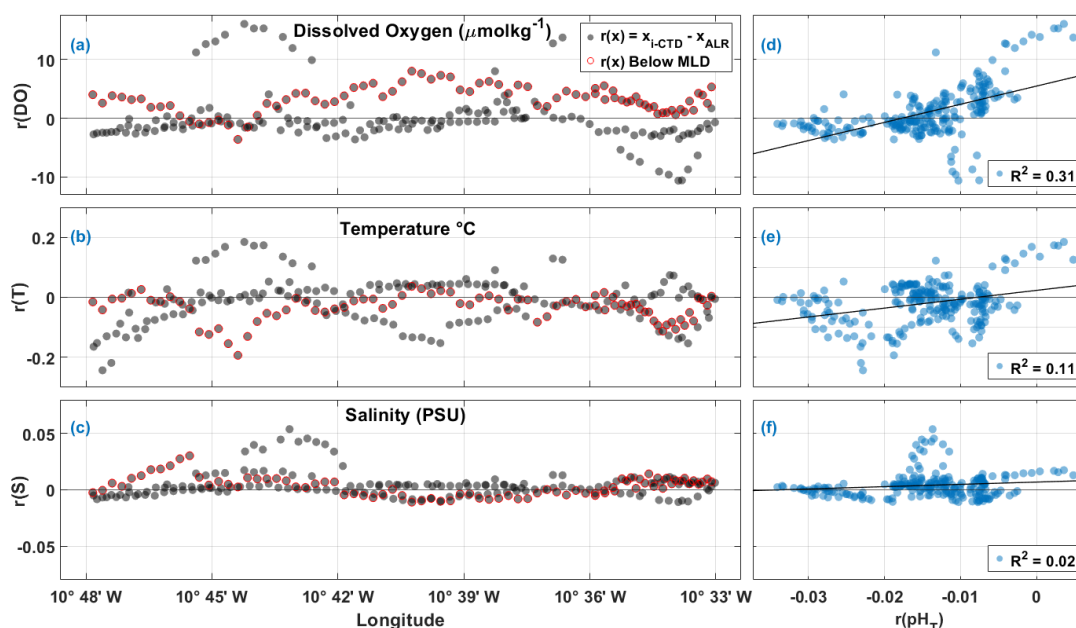 Dissolved Oxygen (μmolkg⁻¹)
(a)
r(x) = x_i-CTD - x_ALR
r(x) Below MLD
(d)
10
0
-10
r(DO)
R² = 0.31
Temperature °C
(b)
(e)
0.2
0
-0.2
r(T)
R² = 0.11
Salinity (PSU)
(c)
(f)
0.05
0
-0.05
r(S)
R² = 0.02
10° 48' W 10° 45' W 10° 42' W 10° 39' W 10° 36' W 10° 33' W
Longitude
-0.03 -0.02 -0.01 0
r(pH_T)